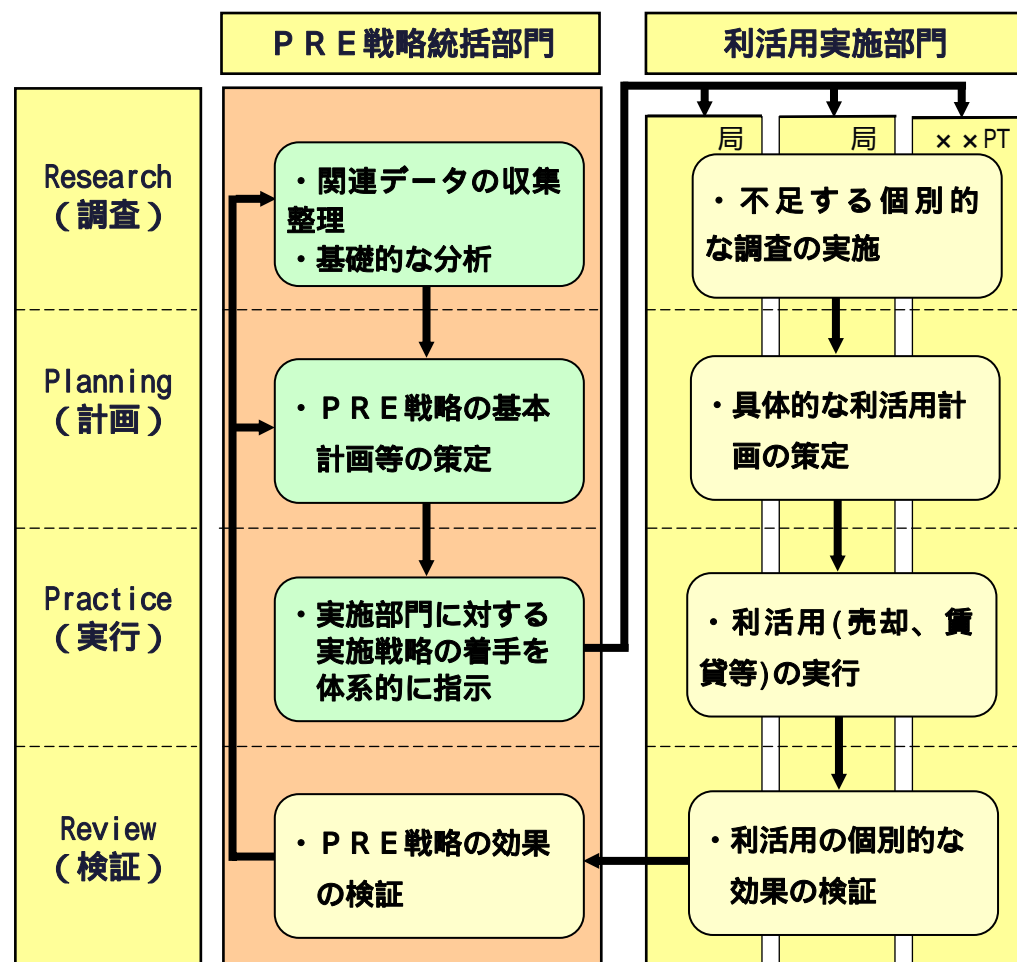 ＰＲＥ戦略統括部門
利活用実施部門
局
局
××PT
Research
（調査）
・関連データの収集
整理
・基礎的な分析
・不足する個別的
な調査の実施
Planning
（計画）
・ＰＲＥ戦略の基本
計画等の策定
・具体的な利活用計
画の策定
Practice
（実行）
・実施部門に対する
実施戦略の着手を
体系的に指示
・利活用(売却、賃
貸等)の実行
Review
（検証）
・ＰＲＥ戦略の効果
の検証
・利活用の個別的な
効果の検証